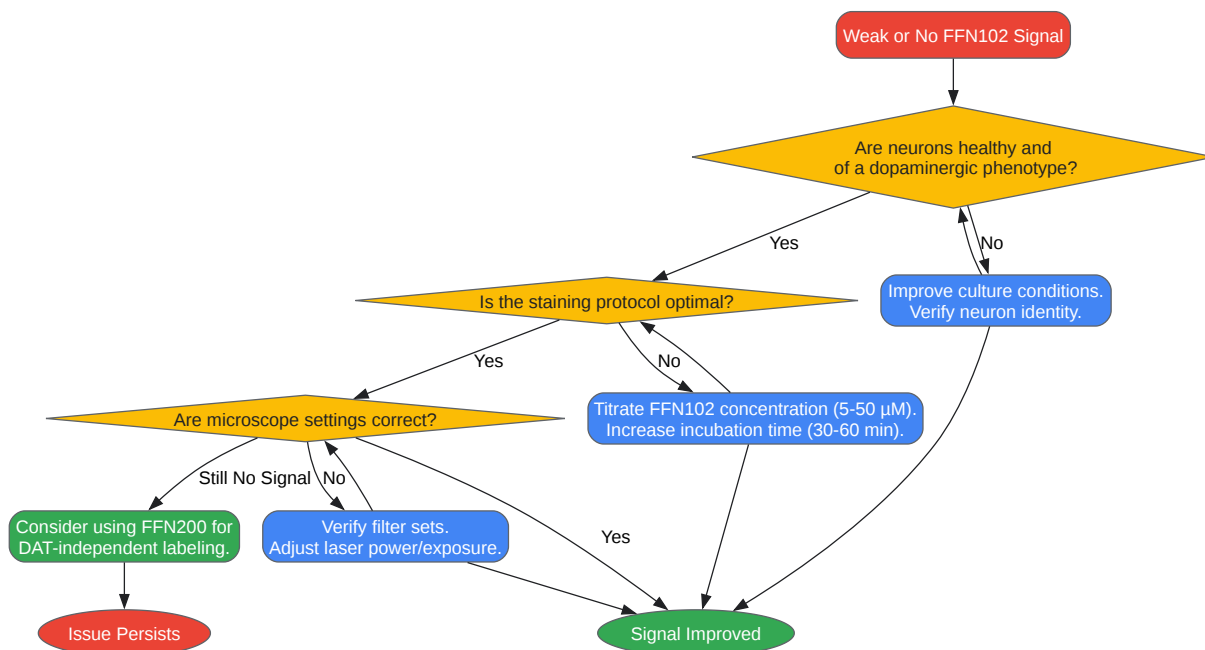 Weak or No FFN102 Signal
Are neurons healthy and
of a dopaminergic phenotype?
Yes
No
Is the staining protocol optimal?
Improve culture conditions.
Verify neuron identity.
Yes
No
Are microscope settings correct?
Titrate FFN102 concentration (5-50 µM).
Increase incubation time (30-60 min).
Still No Signal
No
Yes
Consider using FFN200 for
DAT-independent labeling.
Verify filter sets.
Adjust laser power/exposure.
Issue Persists
Signal Improved